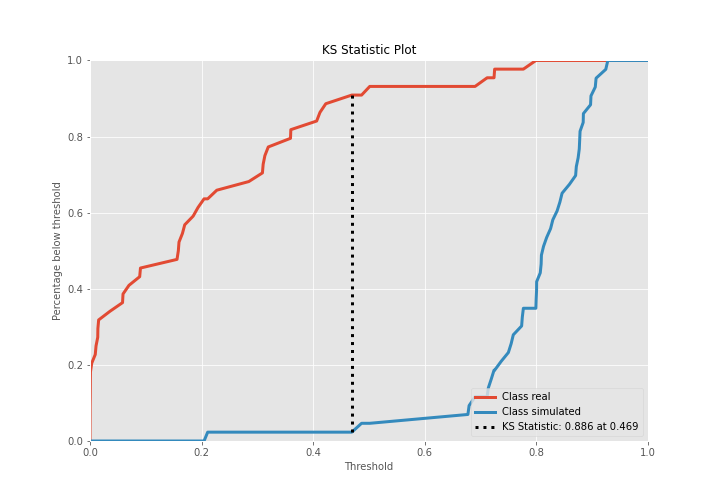 KS Statistic Plot
1.0
0.8
0.6
0.4
0.2
0.0
Percentage below threshold
0.0 0.2 0.4 0.6 0.8 1.0
Threshold
Class real
Class simulated
KS Statistic: 0.886 at 0.469